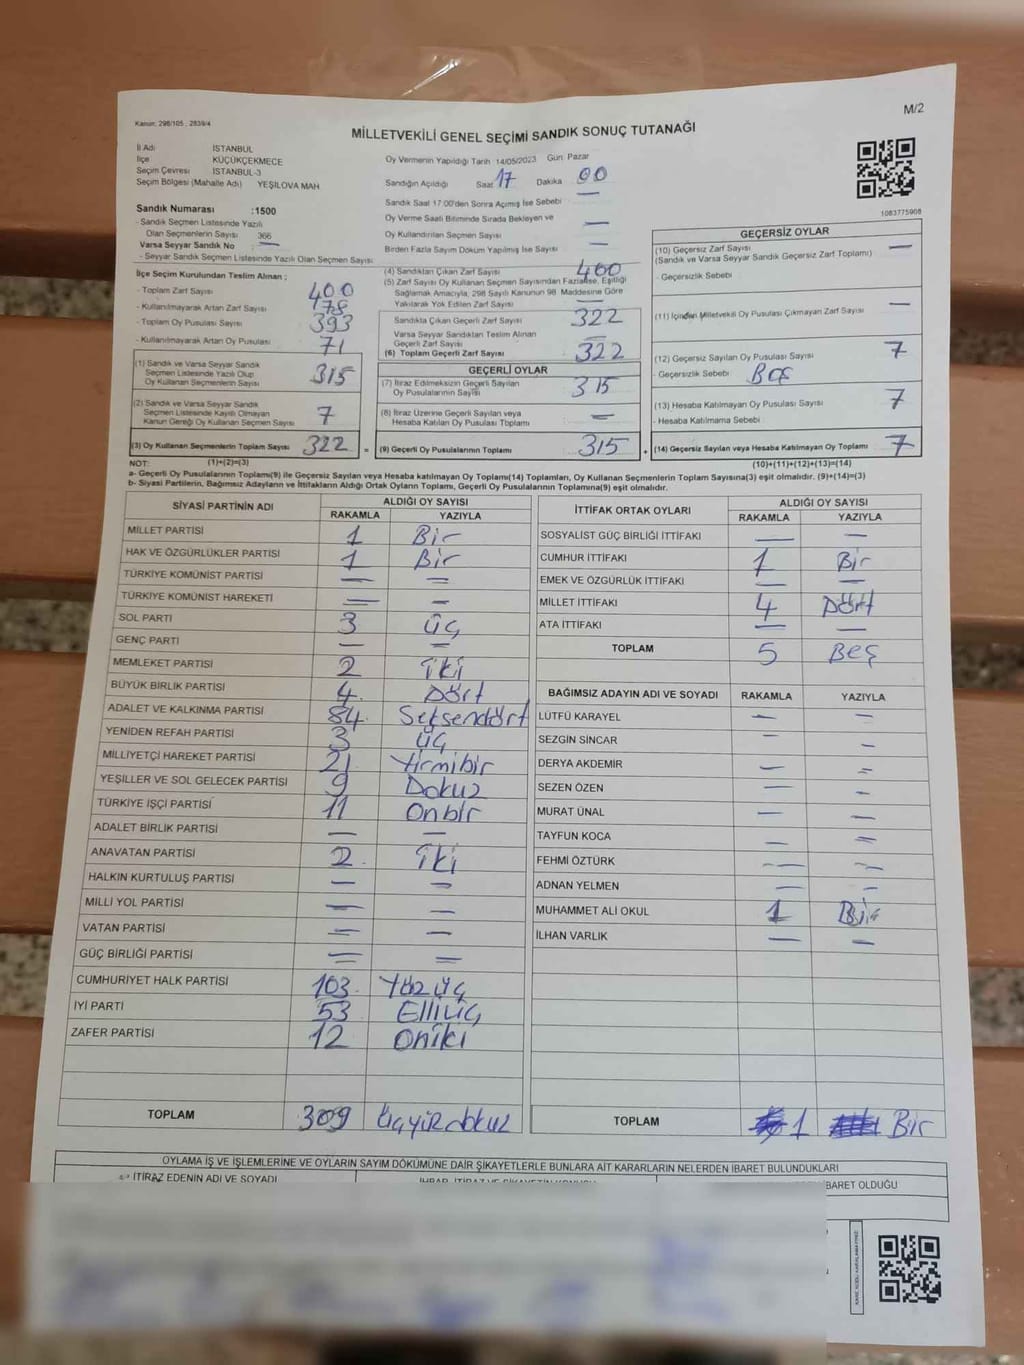 Kanun: 298/105 , 2839/4
M/2
MİLLETVEKİLİ GENEL SEÇİMİ SANDIK SONUÇ TUTANAĞI
İl Adı İSTANBUL
İlçe KÜÇÜKÇEKMECE
Seçim Çevresi İSTANBUL-3
Seçim Bölgesi (Mahalle Adı) YEŞİLOVA MAH
Sandık Numarası :1500
- Sandık Seçmen Listesinde Yazılı
Olan Seçmenlerin Sayısı 366
Varsa Seyyar Sandık No —
- Seyyar Sandık Seçmen Listesinde Yazılı Olan Seçmen Sayısı
Oy Vermenin Yapıldığı Tarih 14/05/2023 Gün Pazar
Sandığın Açıldığı Saat 17 Dakika 00
Sandık Saat 17:00'den Sonra Açımış İse Sebebi —
Oy Verme Saati Bitiminde Sırada Bekleyen ve
Oy Kullandırılan Seçmen Sayısı —
Birden Fazla Sayım Döküm Yapılmış İse Sayısı —
1083775908
İlçe Seçim Kurulundan Teslim Alınan ;
- Toplam Zarf Sayısı 400
- Kullanılmayarak Artan Zarf Sayısı 78
- Toplam Oy Pusulası Sayısı 393
- Kullanılmayarak Artan Oy Pusulası 71
(1) Sandık ve Varsa Seyyar Sandık
Seçmen Listesinde Yazılı Olup
Oy Kullanan Seçmenlerin Sayısı 315
(2) Sandık ve Varsa Seyyar Sandık
Seçmen Listesinde Kayıtlı Olmayan
Kanun Gereği Oy Kullanan Seçmen Sayısı 7
(3) Oy Kullanan Seçmenlerin Toplam Sayısı 322 =
(4) Sandıktan Çıkan Zarf Sayısı 400
(5) Zarf Sayısı Oy Kullanan Seçmen Sayısından Fazlaİse, Eşitliği
Sağlamak Amacıyla, 298 Sayılı Kanunun 98. Maddesine Göre
Yakılarak Yok Edilen Zarf Sayısı —
Sandıkta Çıkan Geçerli Zarf Sayısı 322
Varsa Seyyar Sandıktan Teslim Alınan
Geçerli Zarf Sayısı —
(6) Toplam Geçerli Zarf Sayısı 322
GEÇERLİ OYLAR
(7) İtiraz Edilmeksizin Geçerli Sayılan
Oy Pusulalarının Sayısı 315
(8) İtiraz Üzerine Geçerli Sayılan veya
Hesaba Katılan Oy Pusulası Toplamı —
(9) Geçerli Oy Pusulalarının Toplamı 315 +
GEÇERSİZ OYLAR
(10) Geçersiz Zarf Sayısı —
(Sandık ve Varsa Seyyar Sandık Geçersiz Zarf Toplamı)
- Geçersizlik Sebebi
(11) İçinden Milletvekili Oy Pusulası Çıkmayan Zarf Sayısı —
(12) Geçersiz Sayılan Oy Pusulası Sayısı 7
- Geçersizlik Sebebi Boş
(13) Hesaba Katılmayan Oy Pusulası Sayısı 7
- Hesaba Katılmama Sebebi
(14) Geçersiz Sayılan veya Hesaba Katılmayan Oy Toplamı 7
NOT: (1)+(2)=(3) (10)+(11)+(12)+(13)=(14)
a- Geçerli Oy Pusulalarının Toplamı(9) ile Geçersiz Sayılan veya Hesaba katılmayan Oy Toplamı(14) Toplamları, Oy Kullanan Seçmenlerin Toplam Sayısına(3) eşit olmalıdır. (9)+(14)=(3)
b- Siyasi Partilerin, Bağımsız Adayların ve İttifakların Aldığı Ortak Oyların Toplamı, Geçerli Oy Pusulalarının Toplamına(9) eşit olmalıdır.
SİYASİ PARTİNİN ADI ALDIĞI OY SAYISI
RAKAMLA YAZIYLA
MİLLET PARTİSİ 1 Bir
HAK VE ÖZGÜRLÜKLER PARTİSİ 1 Bir
TÜRKİYE KOMÜNİST PARTİSİ — —
TÜRKİYE KOMÜNİST HAREKETİ — —
SOL PARTİ 3 üç
GENÇ PARTİ — —
MEMLEKET PARTİSİ 2 iki
BÜYÜK BİRLİK PARTİSİ 4 Dört
ADALET VE KALKINMA PARTİSİ 84 Seksendört
YENİDEN REFAH PARTİSİ 3 üç
MİLLİYETÇİ HAREKET PARTİSİ 21 Yirmibir
YEŞİLLER VE SOL GELECEK PARTİSİ 9 Dokuz
TÜRKİYE İŞÇİ PARTİSİ 11 Onbir
ADALET BİRLİK PARTİSİ — —
ANAVATAN PARTİSİ 2 iki
HALKIN KURTULUŞ PARTİSİ — —
MİLLİ YOL PARTİSİ — —
VATAN PARTİSİ — —
GÜÇ BİRLİĞİ PARTİSİ — —
CUMHURİYET HALK PARTİSİ 103 Yüzüç
İYİ PARTİ 53 Elliüç
ZAFER PARTİSİ 12 Oniki
TOPLAM 309 üçyüzdokuz
İTTİFAK ORTAK OYLARI ALDIĞI OY SAYISI
RAKAMLA YAZIYLA
SOSYALİST GÜÇ BİRLİĞİ İTTİFAKI — —
CUMHUR İTTİFAKI 1 Bir
EMEK VE ÖZGÜRLÜK İTTİFAKI — —
MİLLET İTTİFAKI 4 Dört
ATA İTTİFAKI — —
TOPLAM 5 Beş
BAĞIMSIZ ADAYIN ADI VE SOYADI RAKAMLA YAZIYLA
LÜTFÜ KARAYEL — —
SEZGİN SİNCAR — —
DERYA AKDEMİR — —
SEZEN ÖZEN — —
MURAT ÜNAL — —
TAYFUN KOCA — —
FEHMİ ÖZTÜRK — —
ADNAN YELMEN — —
MUHAMMET ALİ OKUL 1 Bir
İLHAN VARLIK — —
TOPLAM 1 Bir
OYLAMA İŞ VE İŞLEMLERİNE VE OYLARIN SAYIM DÖKÜMÜNE DAİR ŞİKAYETLERLE BUNLARA AİT KARARLARIN NELERDEN İBARET BULUNDUKLARI
İTİRAZ EDENİN ADI VE SOYADI
İBARET OLDUĞU